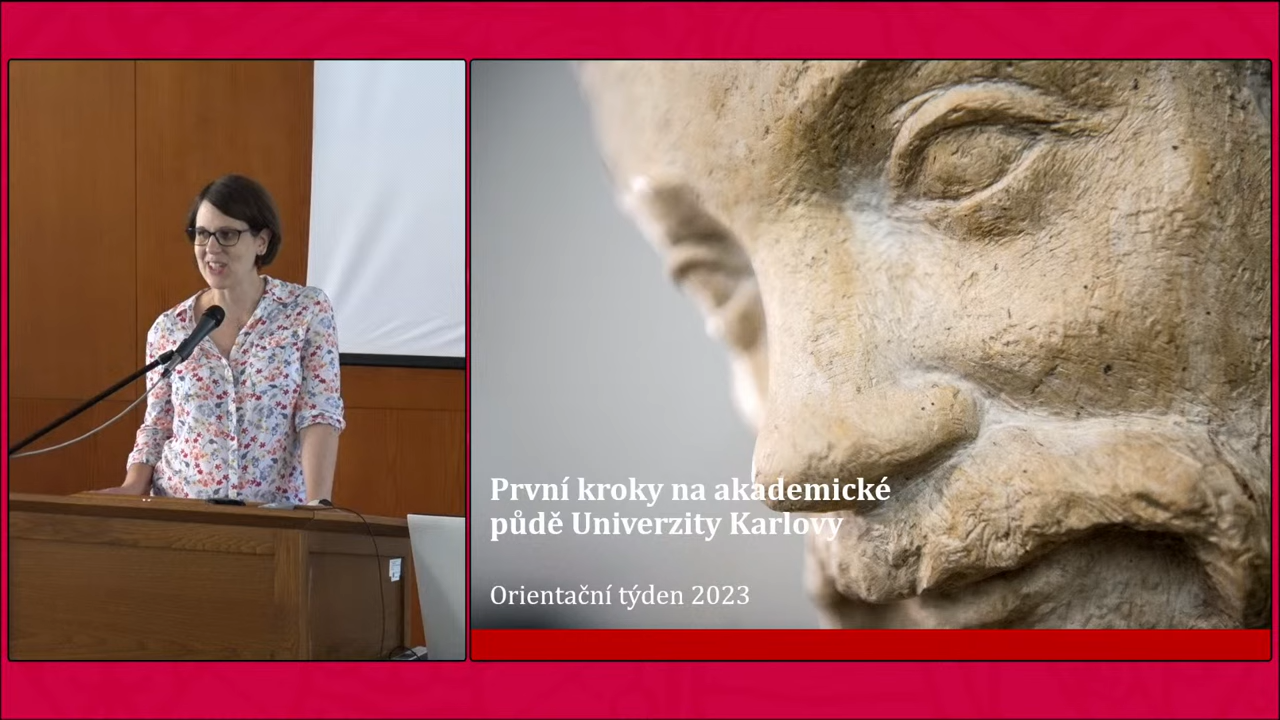 První kroky na akademické
půdě Univerzity Karlovy
Orientační týden 2023